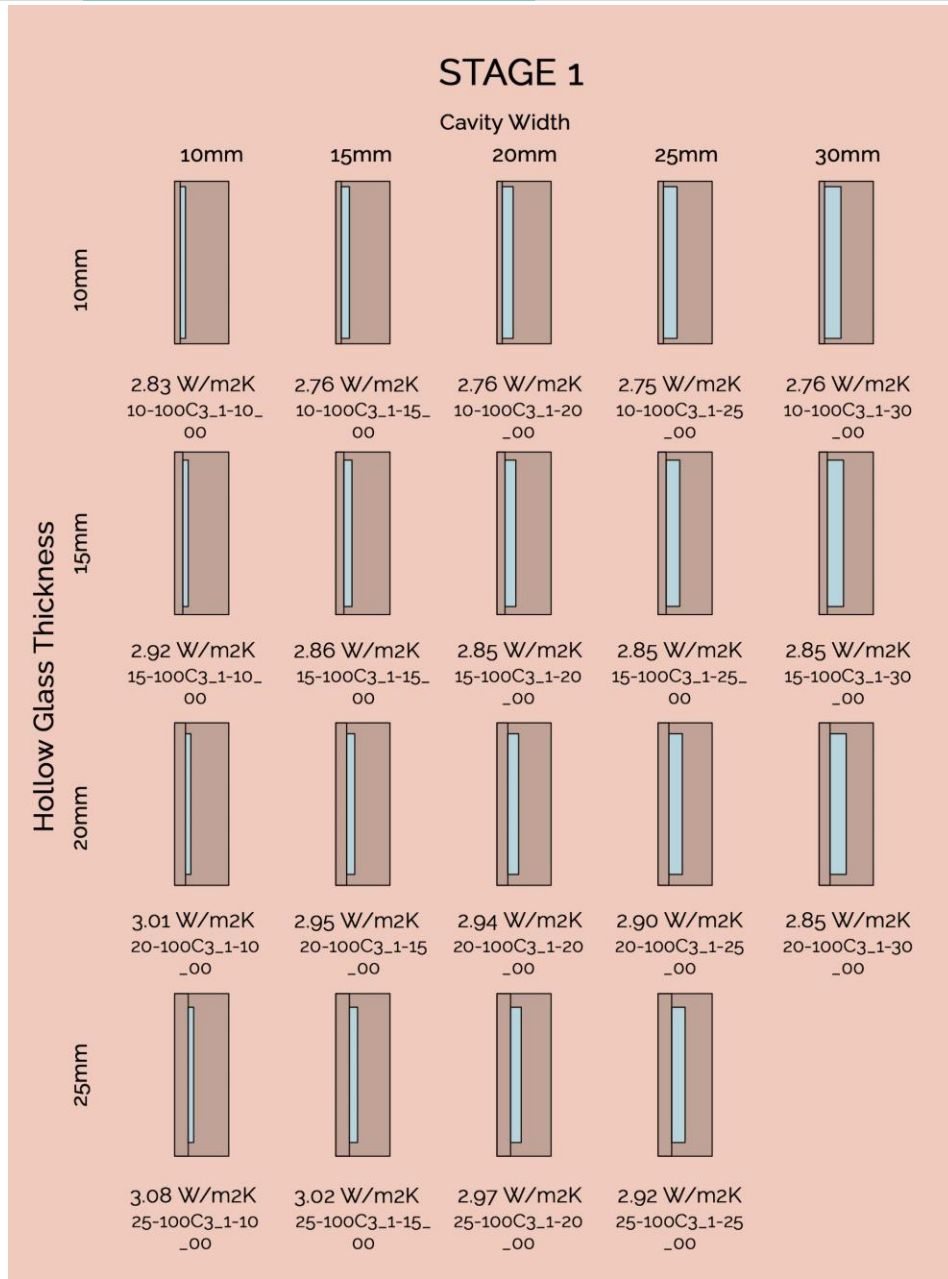 STAGE 1
Cavity Width
10mm 15mm 20mm 25mm 30mm
Hollow Glass Thickness
10mm
2.83 W/m2K 2.76 W/m2K 2.76 W/m2K 2.75 W/m2K 2.76 W/m2K
10-100C3_1-10_ 10-100C3_1-15_ 10-100C3_1-20 10-100C3_1-25 10-100C3_1-30
00 00 _00 _00 _00
15mm
2.92 W/m2K 2.86 W/m2K 2.85 W/m2K 2.85 W/m2K 2.85 W/m2K
15-100C3_1-10_ 15-100C3_1-15_ 15-100C3_1-20 15-100C3_1-25_ 15-100C3_1-30
00 00 _00 00 _00
20mm
3.01 W/m2K 2.95 W/m2K 2.94 W/m2K 2.90 W/m2K 2.85 W/m2K
20-100C3_1-10 20-100C3_1-15 20-100C3_1-20 20-100C3_1-25 20-100C3_1-30
_00 _00 _00 _00 _00
25mm
3.08 W/m2K 3.02 W/m2K 2.97 W/m2K 2.92 W/m2K
25-100C3_1-10 25-100C3_1-15_ 25-100C3_1-20 25-100C3_1-25
_00 00 _00 _00